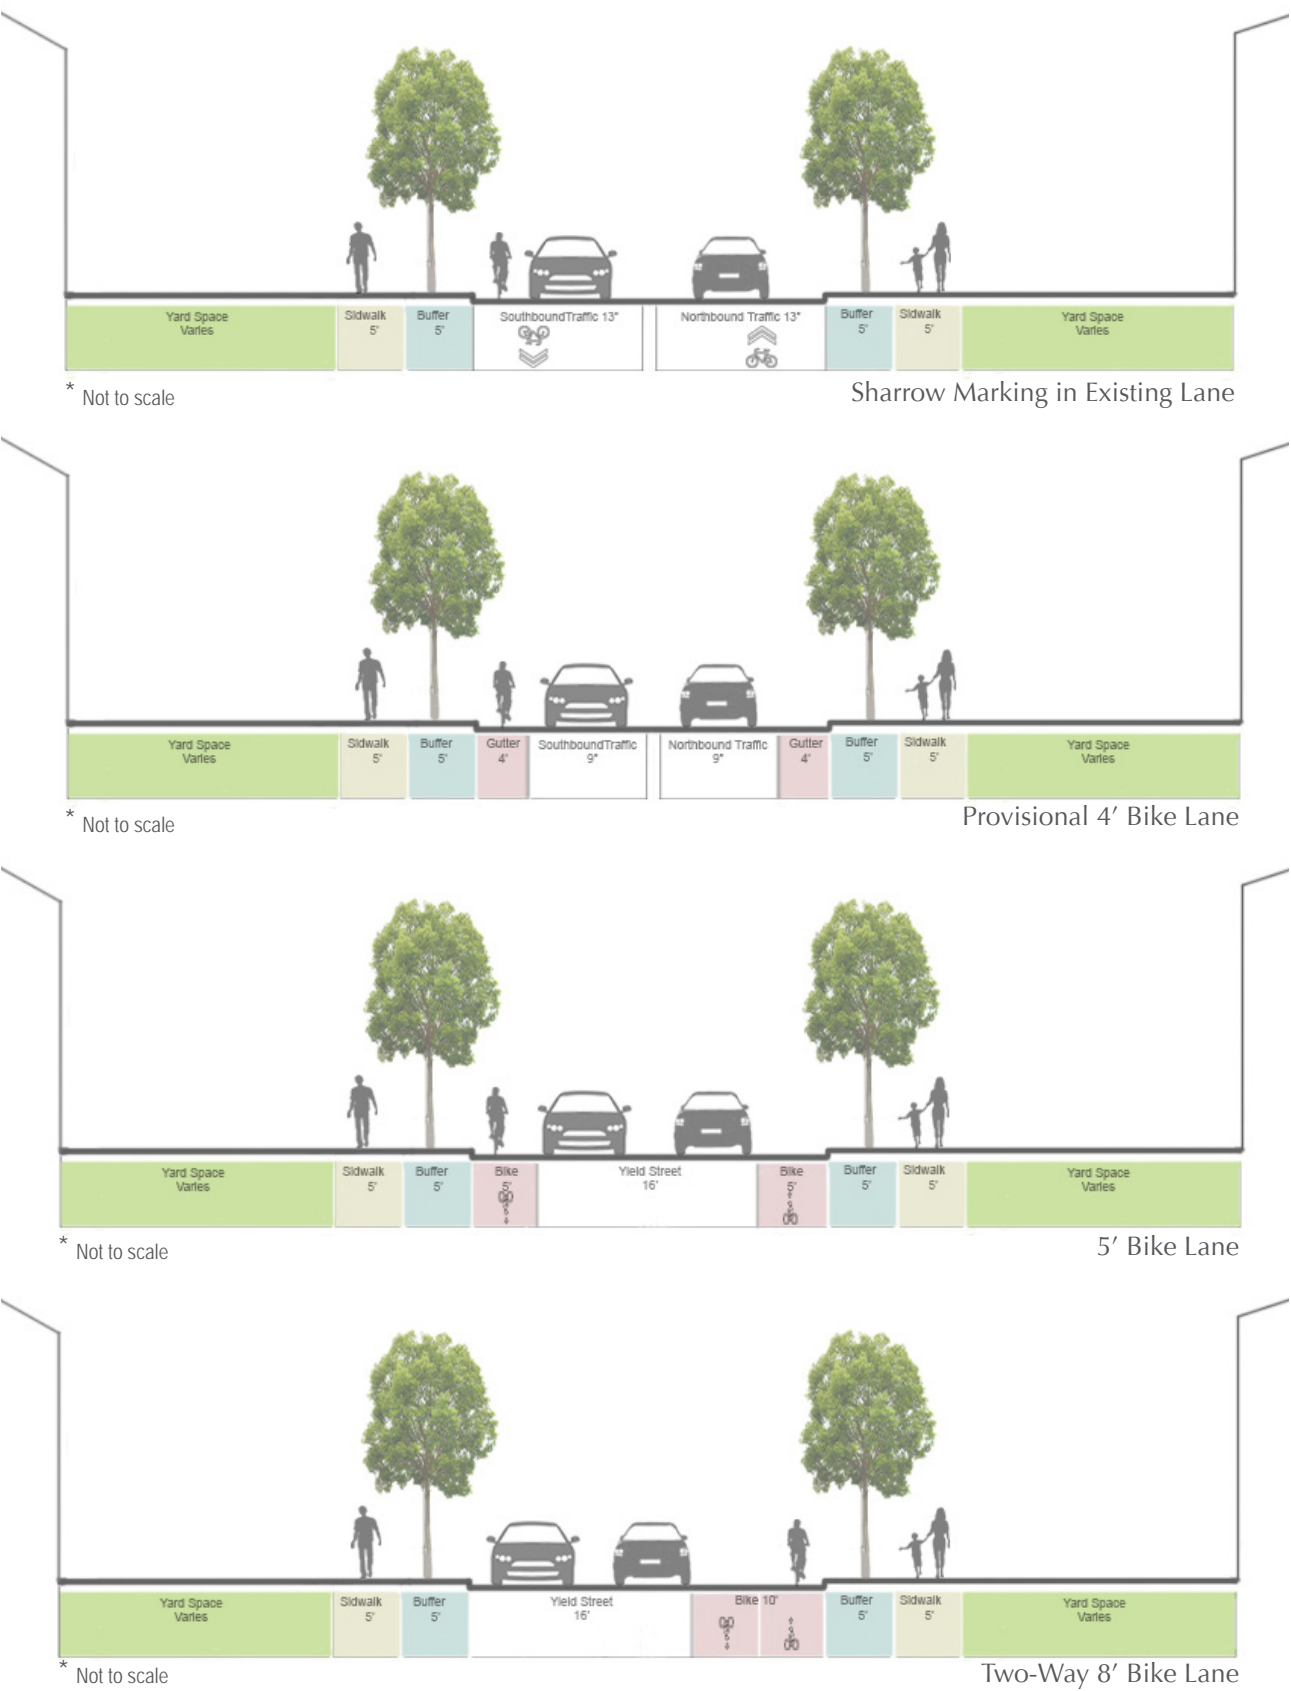 Yard Space
Varies
Sidwalk
5'
Buffer
5'
SouthboundTraffic 13"
Northbound Traffic 13"
Buffer
5'
Sidwalk
5'
Yard Space
Varies
* Not to scale
Sharrow Marking in Existing Lane
Yard Space
Varies
Sidwalk
5'
Buffer
5'
Gutter
4'
SouthboundTraffic
9"
Northbound Traffic
9"
Gutter
4'
Buffer
5'
Sidwalk
5'
Yard Space
Varies
* Not to scale
Provisional 4' Bike Lane
Yard Space
Varies
Sidwalk
5'
Buffer
5'
Bike
5'
Yield Street
16'
Bike
5'
Buffer
5'
Sidwalk
5'
Yard Space
Varies
* Not to scale
5' Bike Lane
Yard Space
Varies
Sidwalk
5'
Buffer
5'
Yield Street
16'
Bike 10'
Buffer
5'
Sidwalk
5'
Yard Space
Varies
* Not to scale
Two-Way 8' Bike Lane